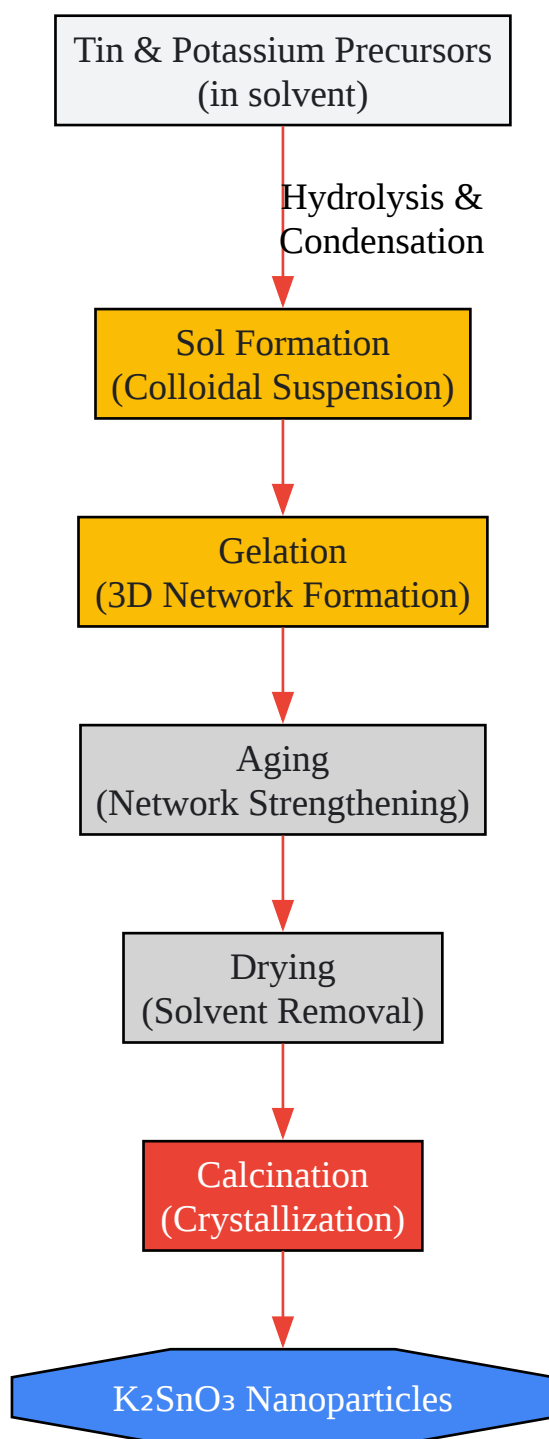 Tin & Potassium Precursors
(in solvent)
Hydrolysis &
Condensation
Sol Formation
(Colloidal Suspension)
Gelation
(3D Network Formation)
Aging
(Network Strengthening)
Drying
(Solvent Removal)
Calcination
(Crystallization)
K₂SnO₃ Nanoparticles